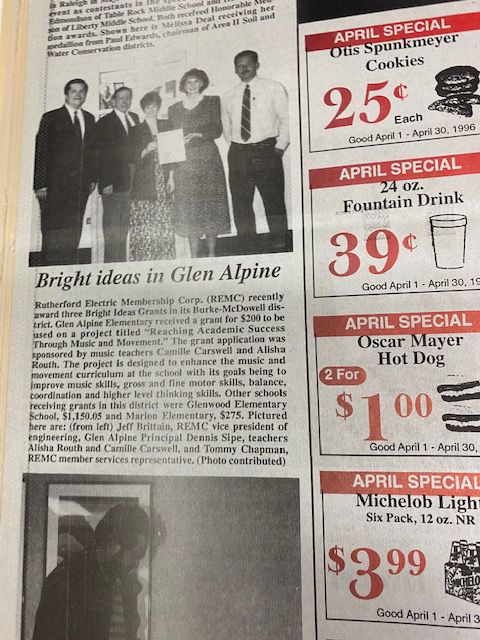 in Raleigh in
event as contestants in the
Edmondson of Table Rock Middle School and
son of Liberty Middle School. Both received Honorable Men-
tion awards. Shown here is Melissa Deal receiving her
medallion from Paul Edwards, chairman of Area II Soil and
Water Conservation districts.
Bright ideas in Glen Alpine
Rutherford Electric Membership Corp. (REMC) recently
award three Bright Ideas Grants in its Burke-McDowell dis-
trict. Glen Alpine Elementary received a grant for $200 to be
used on a project titled "Reaching Academic Success
Through Music and Movement." The grant application was
sponsored by music teachers Camille Carswell and Alisha
Routh. The project is designed to enhance the music and
movement curriculum at the school with its goals being to
improve music skills, gross and fine motor skills, balance,
coordination and higher level thinking skills. Other schools
receiving grants in this district were Glenwood Elementary
School, $1,150.05 and Marion Elementary, $275. Pictured
here are: (from left) Jeff Brittain, REMC vice president of
engineering, Glen Alpine Principal Dennis Sipe, teachers
Alisha Routh and Camille Carswell, and Tommy Chapman,
REMC member services representative. (Photo contributed)
APRIL SPECIAL
Otis Spunkmeyer
Cookies
25¢
Each
Good April 1 - April 30, 1996
APRIL SPECIAL
24 oz.
Fountain Drink
39¢
Good April 1 - April 30, 19
APRIL SPECIAL
Oscar Mayer
Hot Dog
2 For
$1 00
Good April 1 - April 30,
APRIL SPECIAL
Michelob Light
Six Pack, 12 oz. NR
$3 99
MICHELO
Good April 1 - April 3